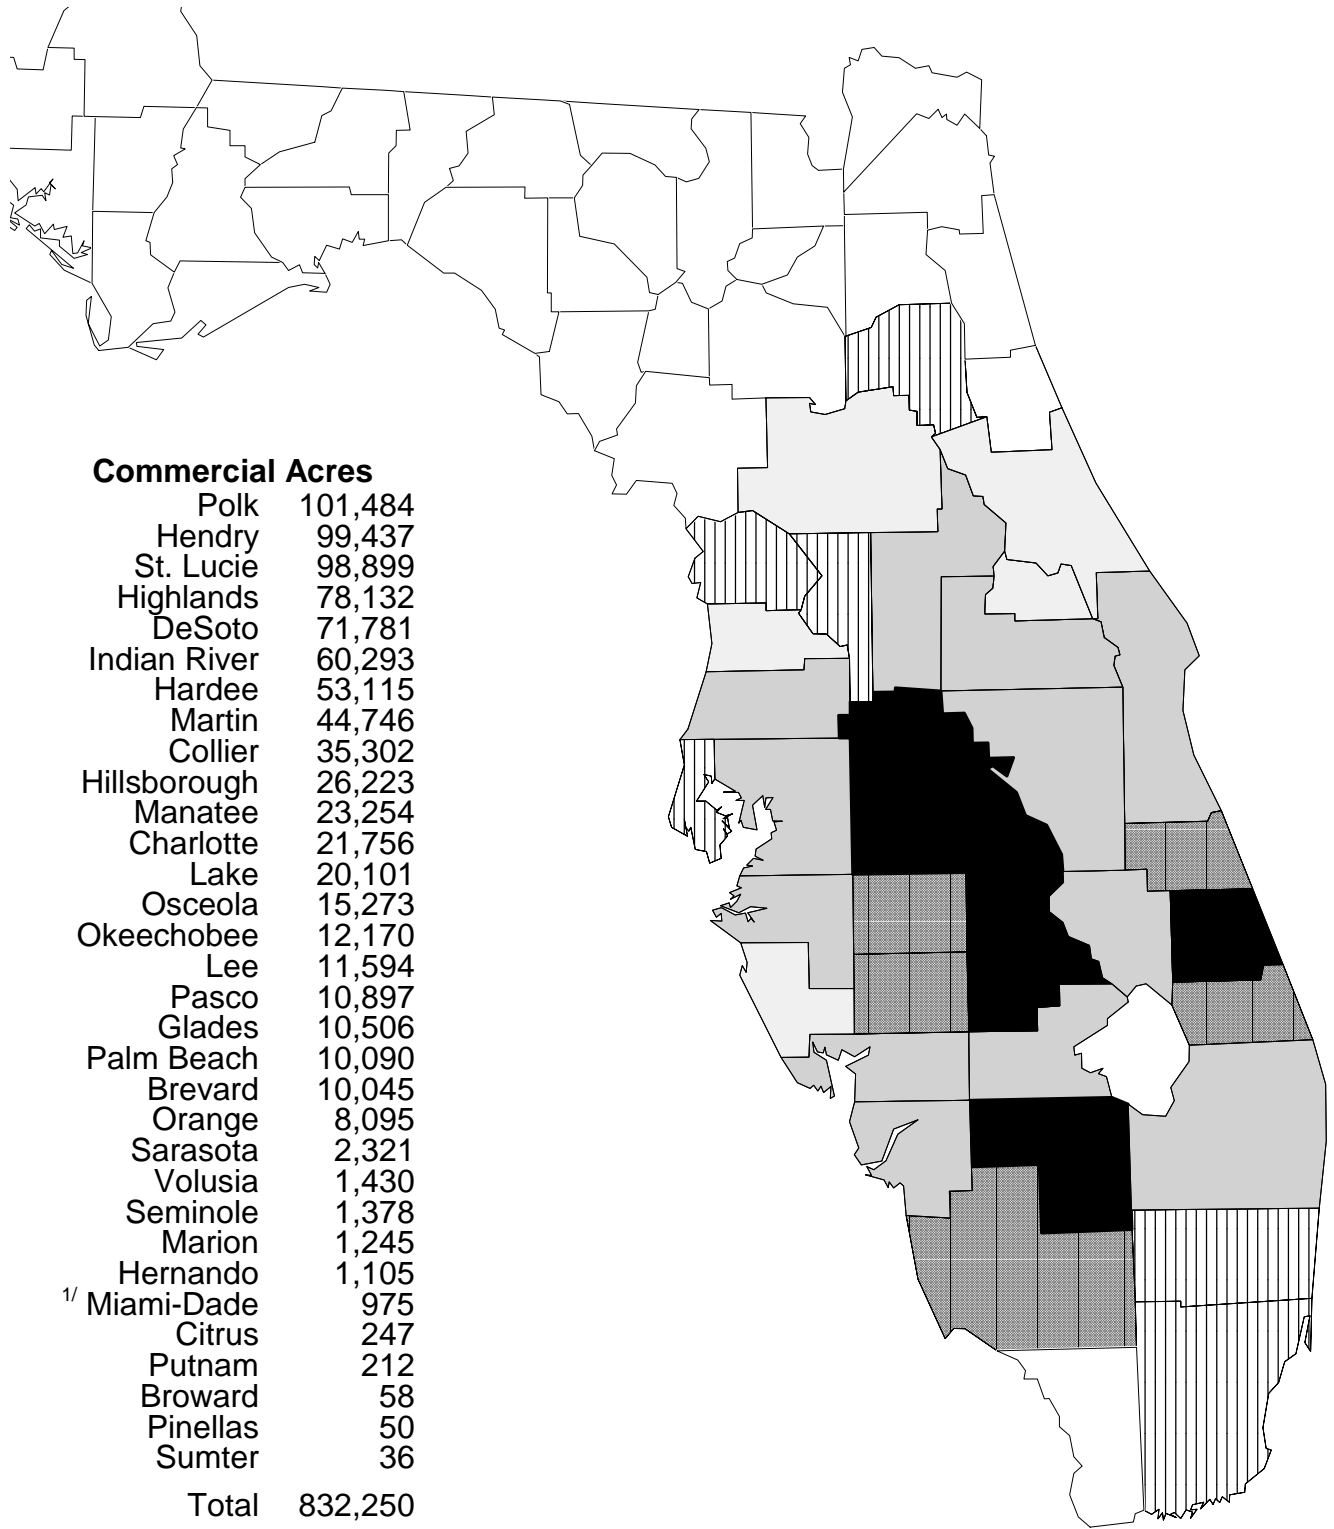 Commercial Acres
Polk 101,484
Hendry 99,437
St. Lucie 98,899
Highlands 78,132
DeSoto 71,781
Indian River 60,293
Hardee 53,115
Martin 44,746
Collier 35,302
Hillsborough 26,223
Manatee 23,254
Charlotte 21,756
Lake 20,101
Osceola 15,273
Okeechobee 12,170
Lee 11,594
Pasco 10,897
Glades 10,506
Palm Beach 10,090
Brevard 10,045
Orange 8,095
Sarasota 2,321
Volusia 1,430
Seminole 1,378
Marion 1,245
Hernando 1,105
1/ Miami-Dade 975
Citrus 247
Putnam 212
Broward 58
Pinellas 50
Sumter 36
Total 832,250